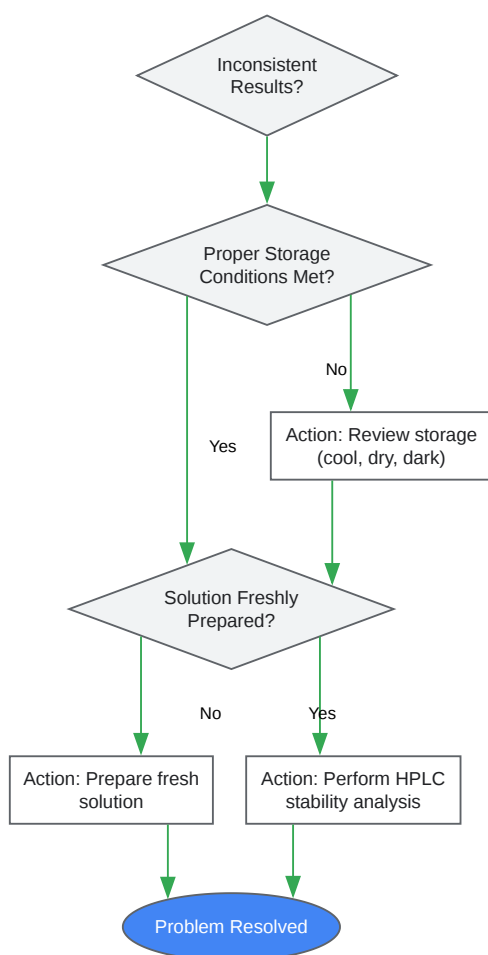 Inconsistent
Results?
Proper Storage
Conditions Met?
No
Action: Review storage
(cool, dry, dark)
Yes
Solution Freshly
Prepared?
No
Yes
Action: Prepare fresh
solution
Action: Perform HPLC
stability analysis
Problem Resolved